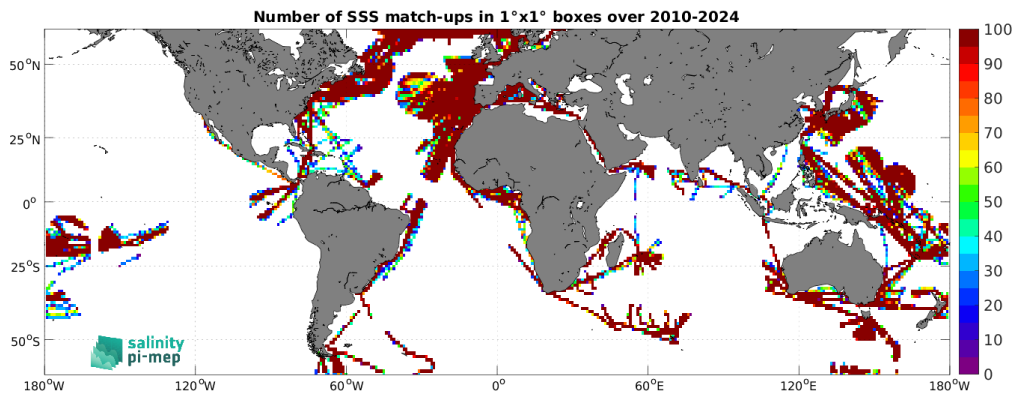 Number of SSS match-ups in 1°x1° boxes over 2010-2024
50°N
25°N
0°
25°S
50°S
180°W
120°W
60°W
0°
60°E
120°E
180°W
100
90
80
70
60
50
40
30
20
10
0
salinity
pi-mep